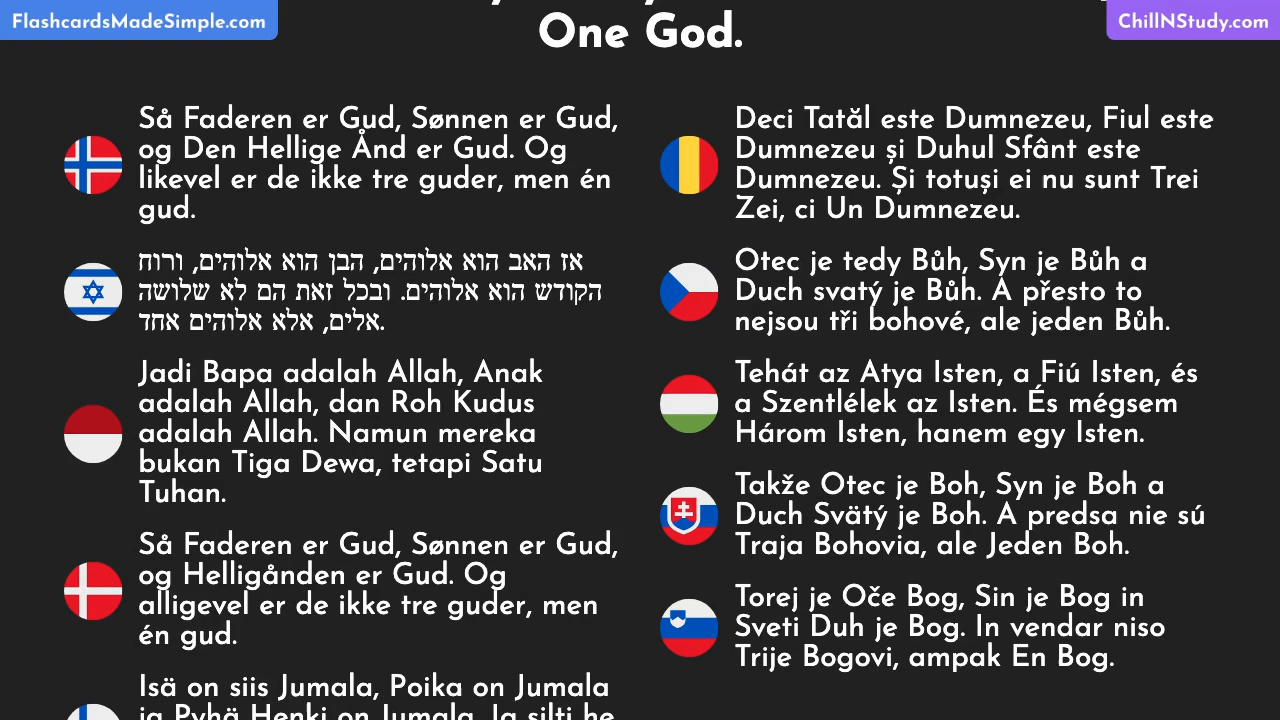 FlashcardsMadeSimple.com
ChillNStudy.com
One God.
Så Faderen er Gud, Sønnen er Gud,
og Den Hellige Ånd er Gud. Og
likevel er de ikke tre guder, men én
gud.
אז האב הוא אלוהים, הבן הוא אלוהים, ורוח
הקודש הוא אלוהים. ובכל זאת הם לא שלושה
אלים, אלא אלוהים אחד.
Jadi Bapa adalah Allah, Anak
adalah Allah, dan Roh Kudus
adalah Allah. Namun mereka
bukan Tiga Dewa, tetapi Satu
Tuhan.
Så Faderen er Gud, Sønnen er Gud,
og Helligånden er Gud. Og
alligevel er de ikke tre guder, men
én gud.
Isä on siis Jumala, Poika on Jumala
ja Pyhä Henki on Jumala. Ja silti he
Deci Tatăl este Dumnezeu, Fiul este
Dumnezeu și Duhul Sfânt este
Dumnezeu. Și totuși ei nu sunt Trei
Zei, ci Un Dumnezeu.
Otec je tedy Bůh, Syn je Bůh a
Duch svatý je Bůh. A přesto to
nejsou tři bohové, ale jeden Bůh.
Tehát az Atya Isten, a Fiú Isten, és
a Szentlélek az Isten. És mégsem
Három Isten, hanem egy Isten.
Takže Otec je Boh, Syn je Boh a
Duch Svätý je Boh. A predsa nie sú
Traja Bohovia, ale Jeden Boh.
Torej je Oče Bog, Sin je Bog in
Sveti Duh je Bog. In vendar niso
Trije Bogovi, ampak En Bog.